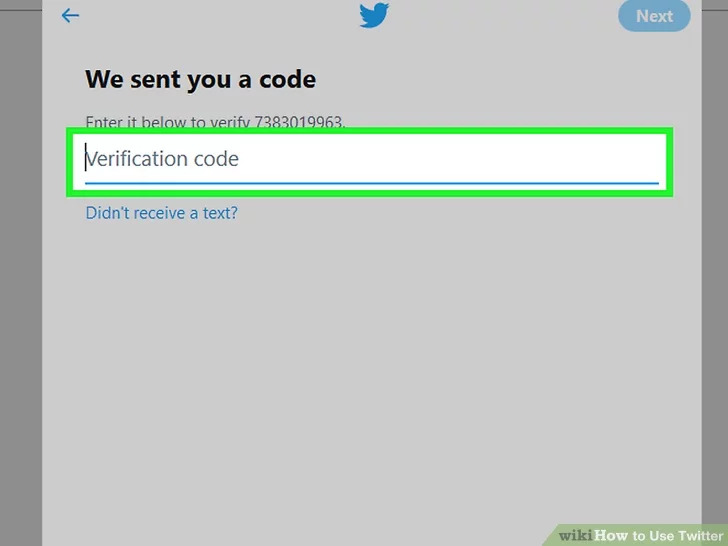 Next
We sent you a code
Enter it below to verify 7383019963.
Verification code
Didn't receive a text?
wikiHow to Use Twitter